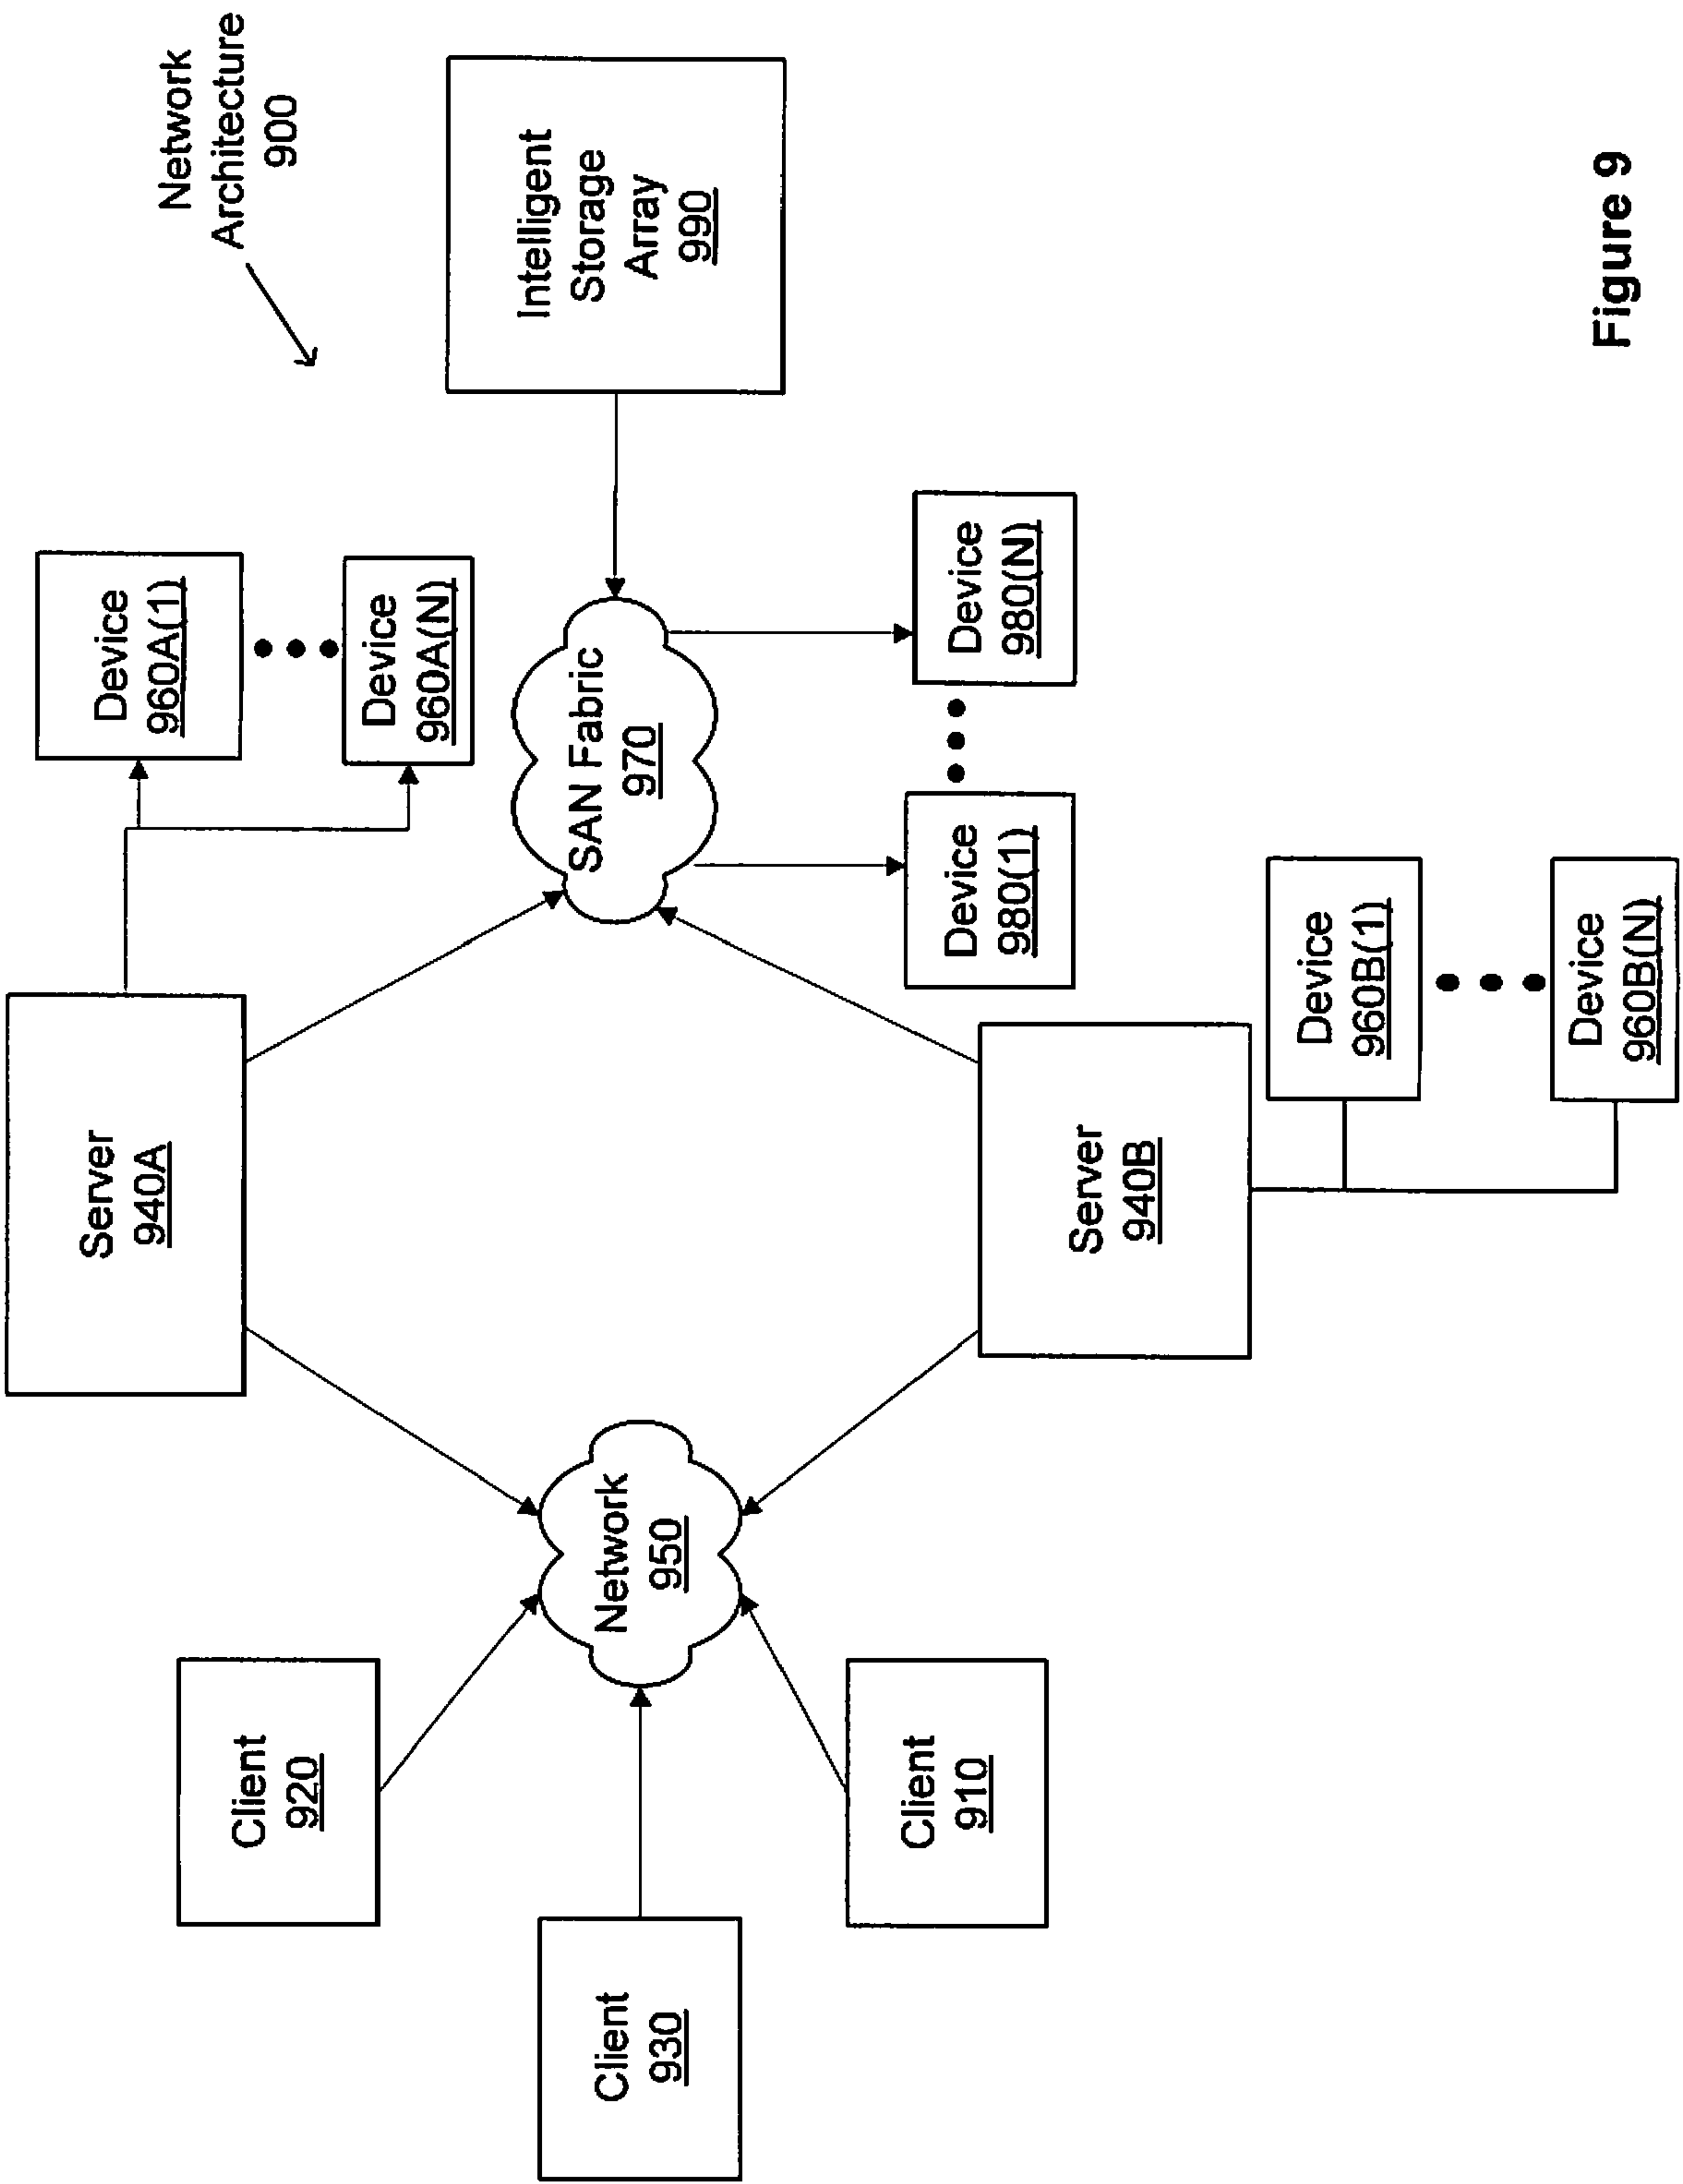 Network
Architecture
900
Device
960A(1)
Device
960A(N)
Server
940A
Intelligent
Storage
Array
990
SAN Fabric
970
Client
920
Network
950
Client
930
Device
980(1)
Device
980(N)
Client
910
Server
940B
Device
960B(1)
Device
960B(N)
Figure 9